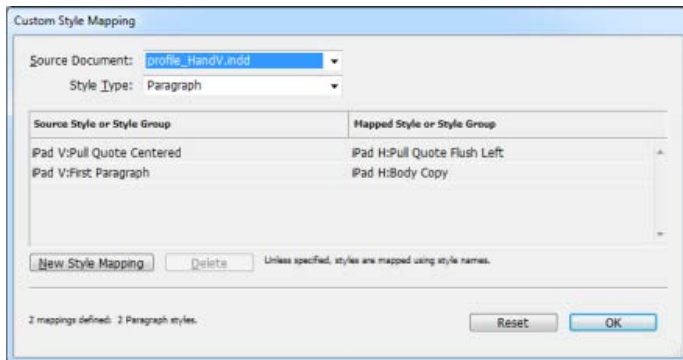 Custom Style Mapping
Source Document: profile_HandV.indd
Style Type: Paragraph
Source Style or Style Group Mapped Style or Style Group
iPad V:Pull Quote Centered iPad H:Pull Quote Flush Left
iPad V:First Paragraph iPad H:Body Copy
New Style Mapping Delete Unless specified, styles are mapped using style names.
2 mappings defined: 2 Paragraph styles.
Reset OK